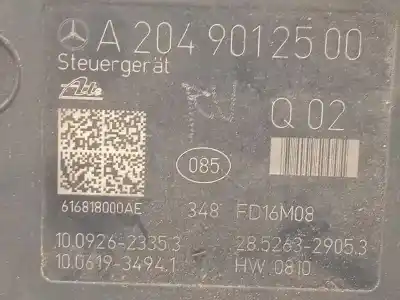 A 204 901 25 00
Steuergerät
Ate
Q 02
085
616818000AE 348 FD16M08
10.0926-2335.3 28.5263-2905.3
10.0619-3494.1 HW 0810